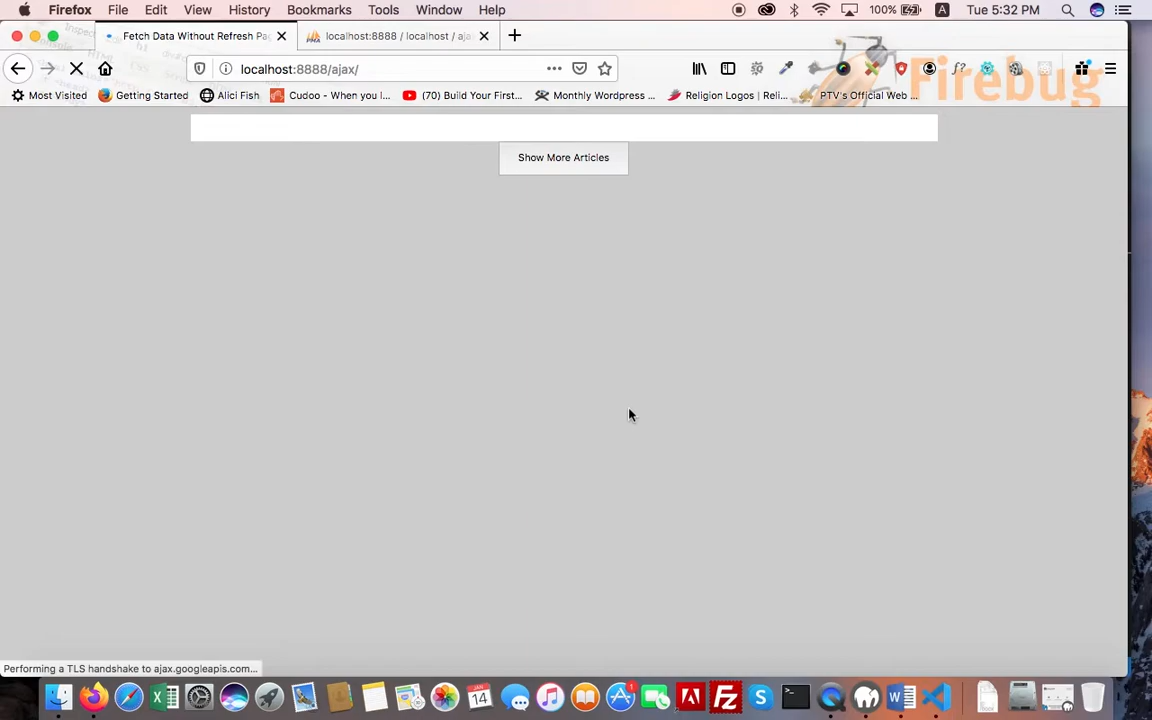 Firefox File Edit View History Bookmarks Tools Window Help 100% A Tue 5:32 PM
Fetch Data Without Refresh Pa localhost:8888 / localhost / aja
localhost:8888/ajax/
Firebug
Most Visited Getting Started Alici Fish Cudoo - When you l... (70) Build Your First... Monthly Wordpress ... Religion Logos | Reli... PTV's Official Web ...
Show More Articles
Performing a TLS handshake to ajax.googleapis.com...